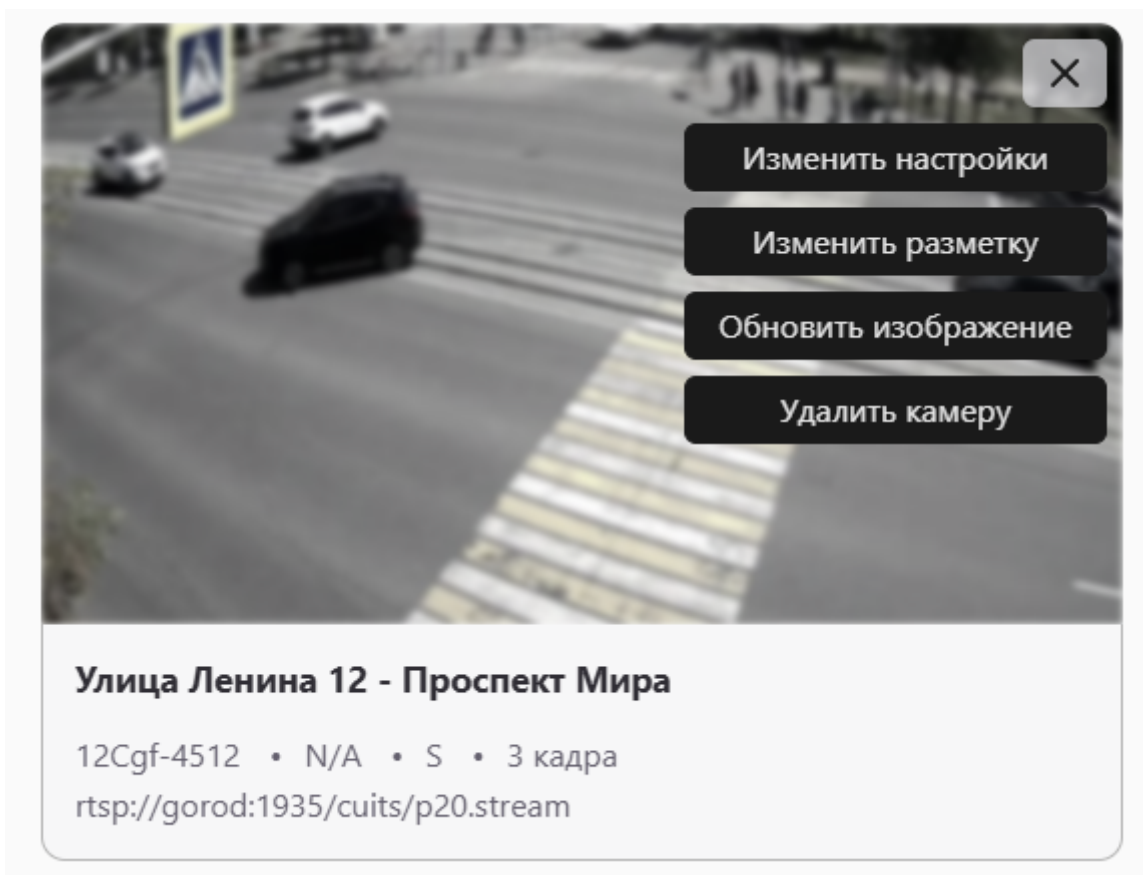 Изменить настройки
Изменить разметку
Обновить изображение
Удалить камеру
Улица Ленина 12 - Проспект Мира
12Cgf-4512 • N/A • S • 3 кадра
rtsp://gorod:1935/cuits/p20.stream